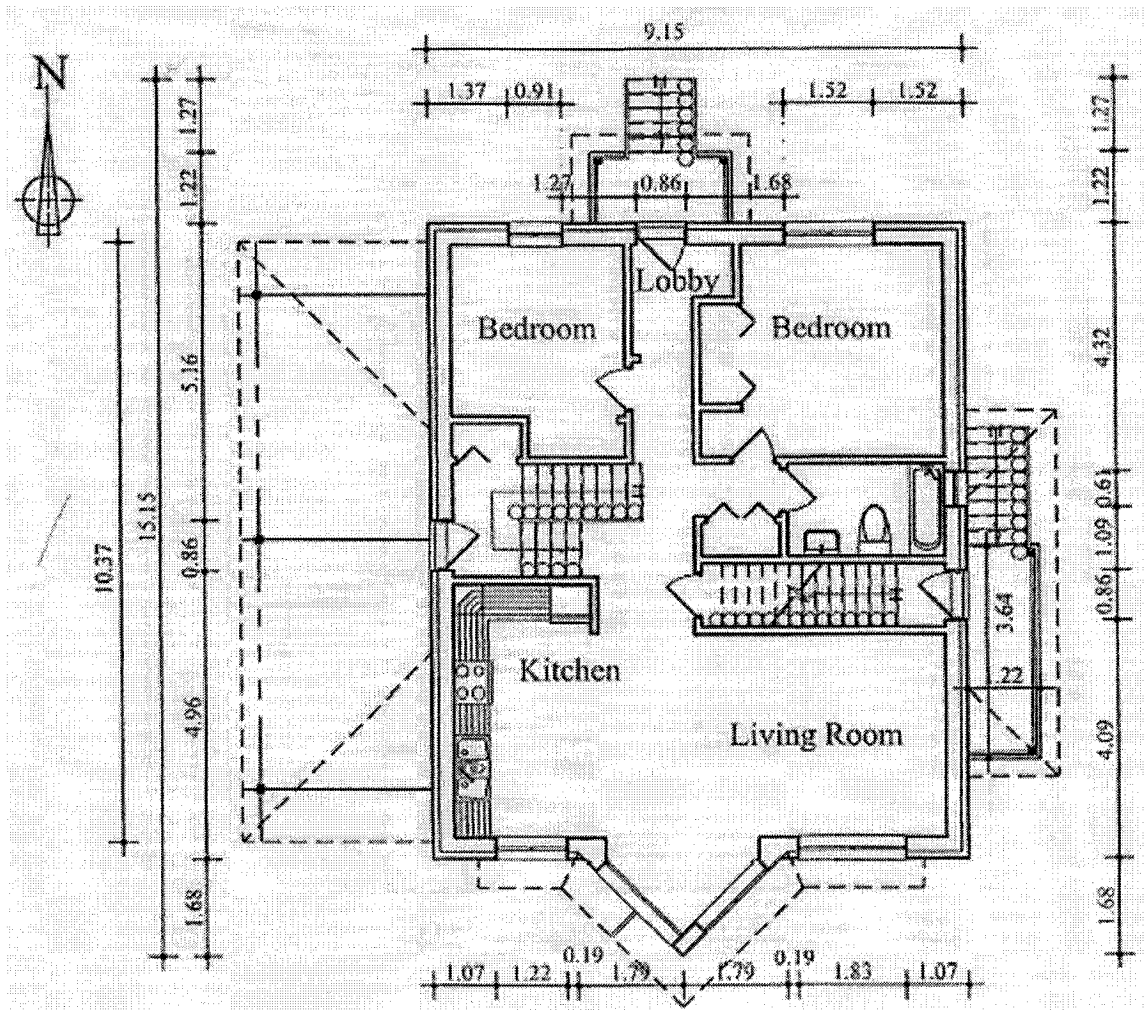 9.15
N
1.37 0.91 1.52 1.52
1.27 1.27
1.22 1.22
1.27 0.86 1.68
Lobby
Bedroom Bedroom
5.16 4.32
15.15
10.37
0.61
1.09
0.86 0.86
3.64
Kitchen
.22
4.96
Living Room
4.09
1.68 1.68
0.19 0.19
1.07 1.22 1.79 1.79 1.83 1.07